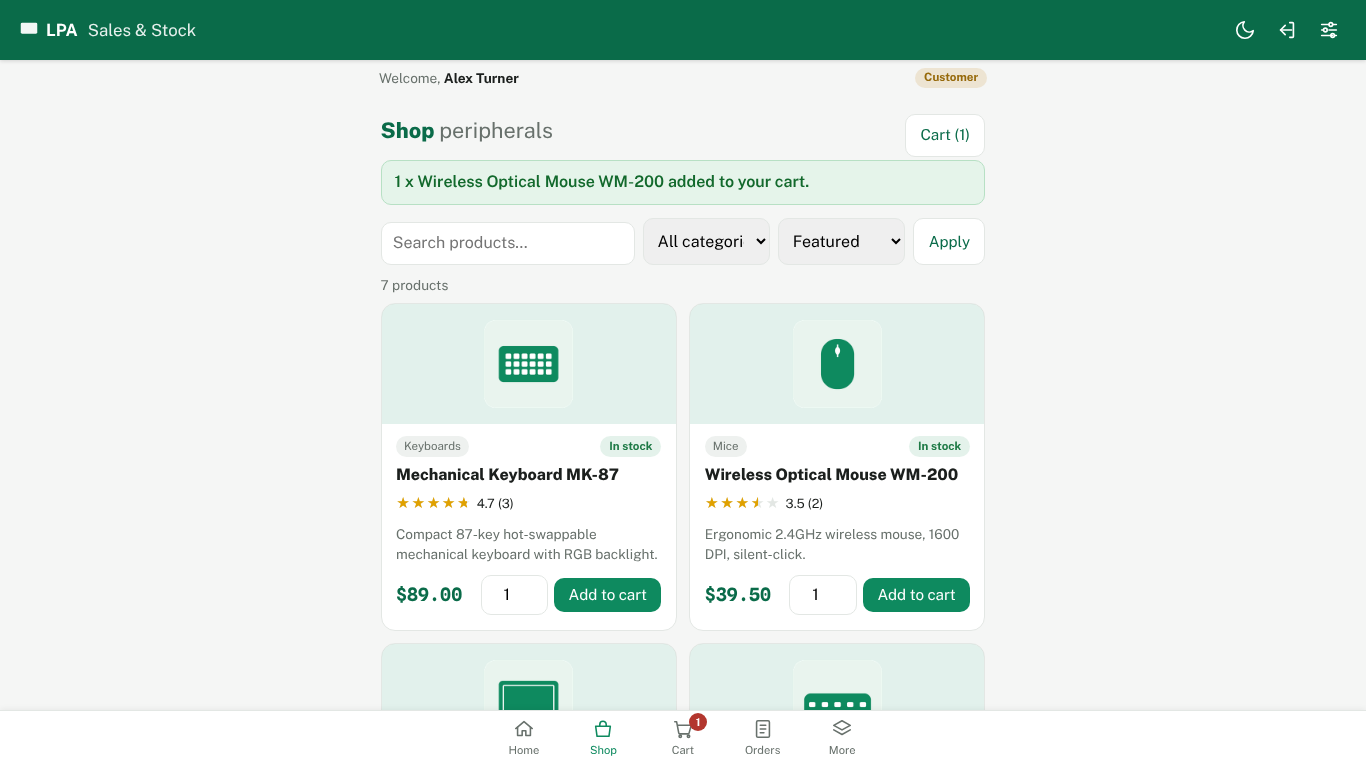 LPA Sales & Stock
Welcome, Alex Turner
Customer
Shop peripherals
Cart (1)
1 x Wireless Optical Mouse WM-200 added to your cart.
Search products...
All categori
Featured
Apply
7 products
Keyboards
In stock
Mechanical Keyboard MK-87
4.7 (3)
Compact 87-key hot-swappable
mechanical keyboard with RGB backlight.
$89.00
1
Add to cart
Mice
In stock
Wireless Optical Mouse WM-200
3.5 (2)
Ergonomic 2.4GHz wireless mouse, 1600
DPI, silent-click.
$39.50
1
Add to cart
Home
Shop
1
Cart
Orders
More